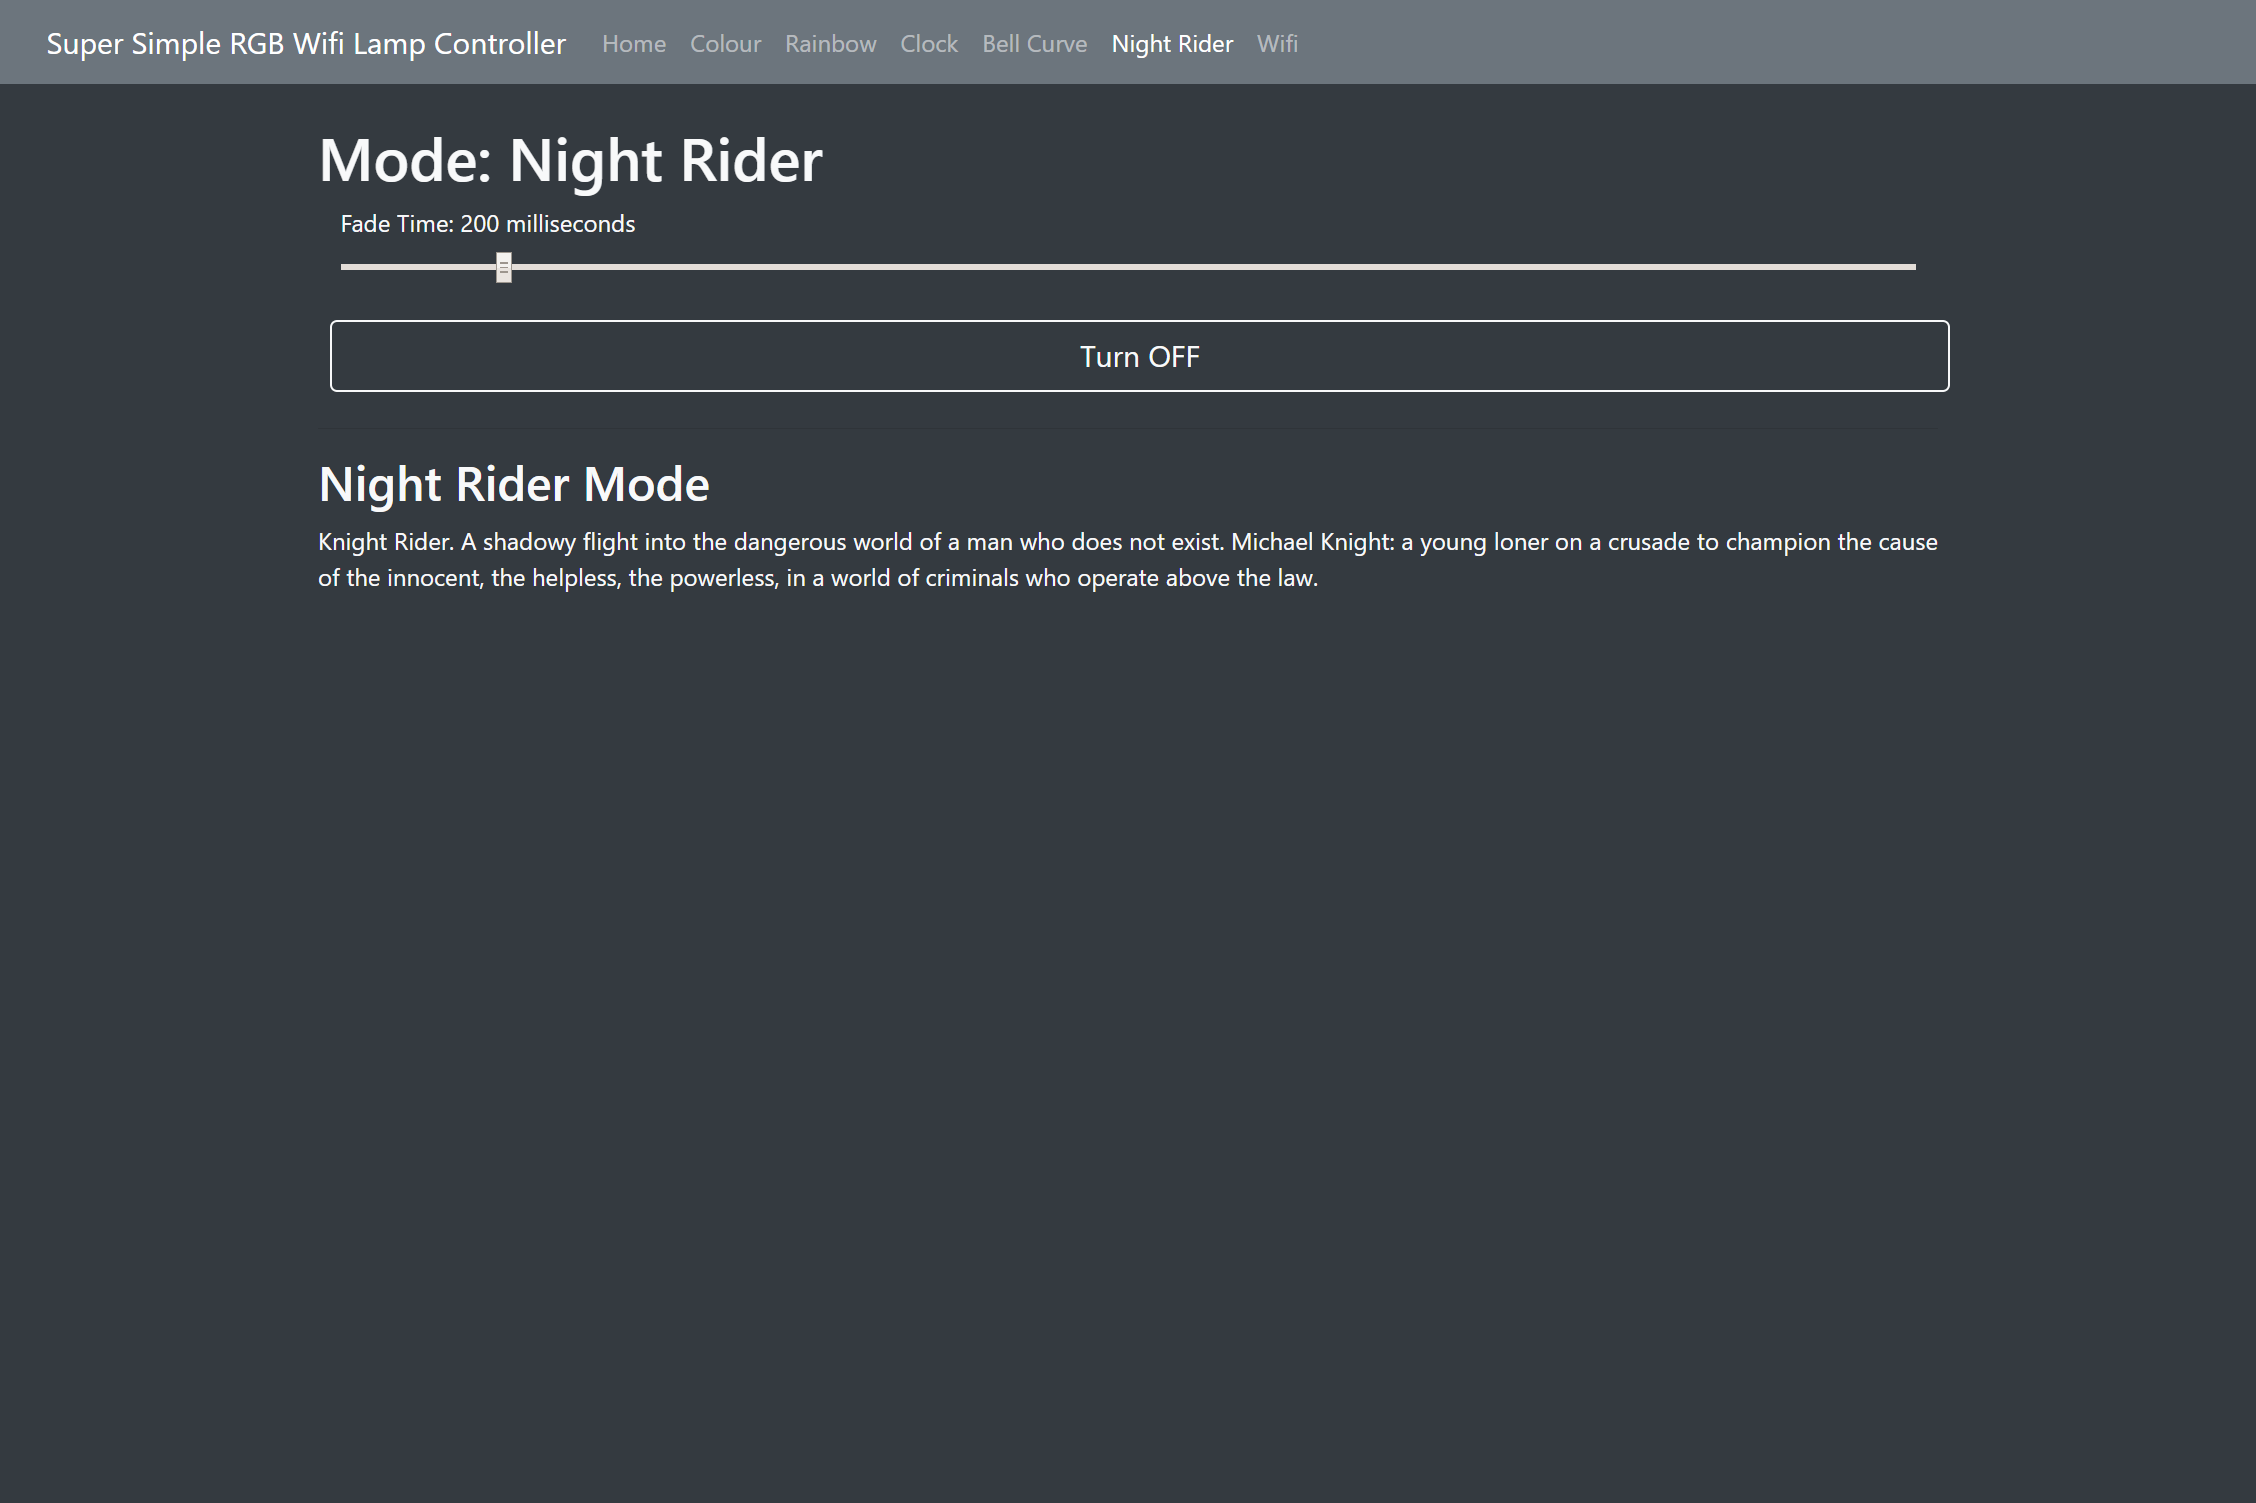 Super Simple RGB Wifi Lamp Controller Home Colour Rainbow Clock Bell Curve Night Rider Wifi
Mode: Night Rider
Fade Time: 200 milliseconds
Turn OFF
Night Rider Mode
Knight Rider. A shadowy flight into the dangerous world of a man who does not exist. Michael Knight: a young loner on a crusade to champion the cause
of the innocent, the helpless, the powerless, in a world of criminals who operate above the law.